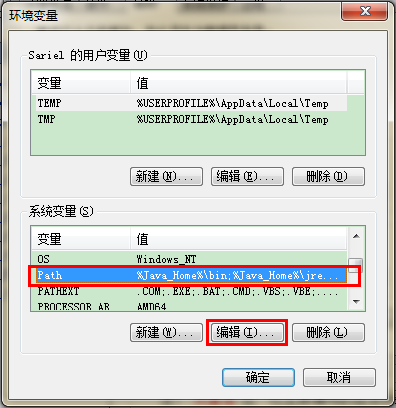 环境变量
Sariel 的用户变量(U)
变量 值
TEMP %USERPROFILE%\AppData\Local\Temp
TMP %USERPROFILE%\AppData\Local\Temp
新建(N)... 编辑(E)... 删除(D)
系统变量(S)
变量 值
OS Windows_NT
Path %Java_Home%\bin;%Java_Home%\jre...
PATHEXT .COM;.EXE;.BAT;.CMD;.VBS;.VBE;....
PROCESSOR_AR AMD64
新建(W)... 编辑(I)... 删除(L)
确定 取消